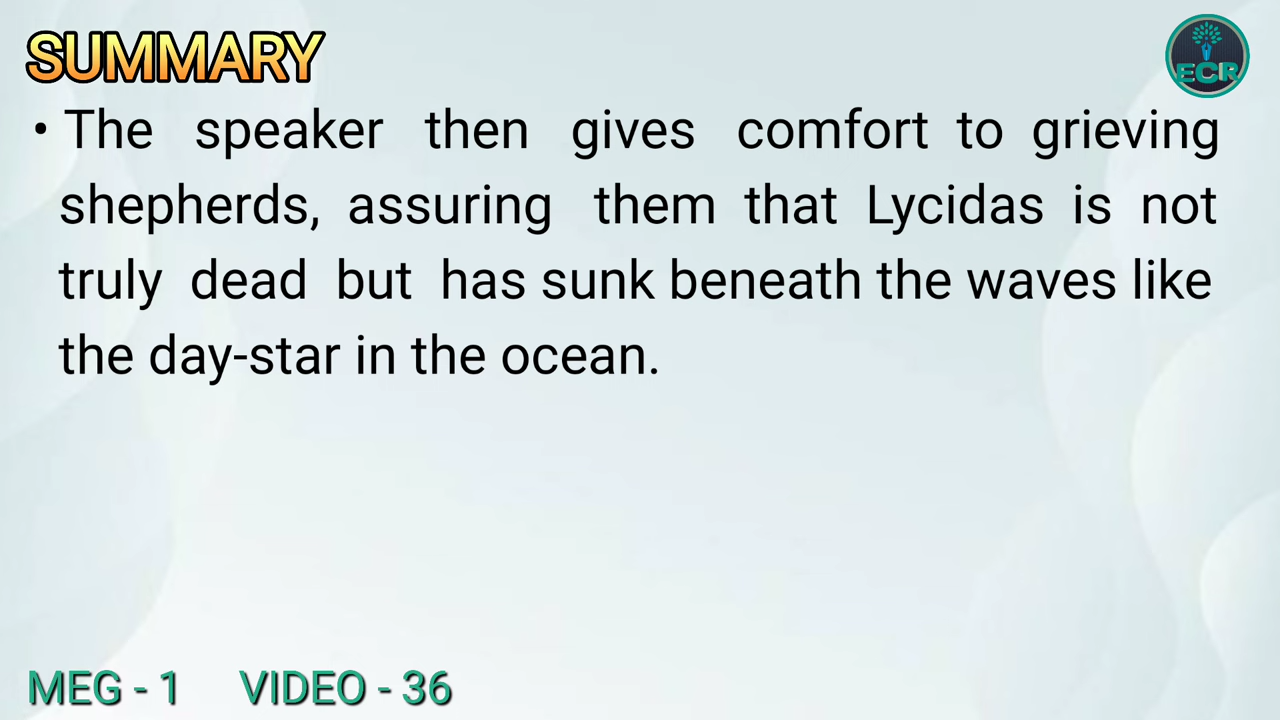 SUMMARY
ECR
• The speaker then gives comfort to grieving
shepherds, assuring them that Lycidas is not
truly dead but has sunk beneath the waves like
the day-star in the ocean.
MEG - 1 VIDEO - 36